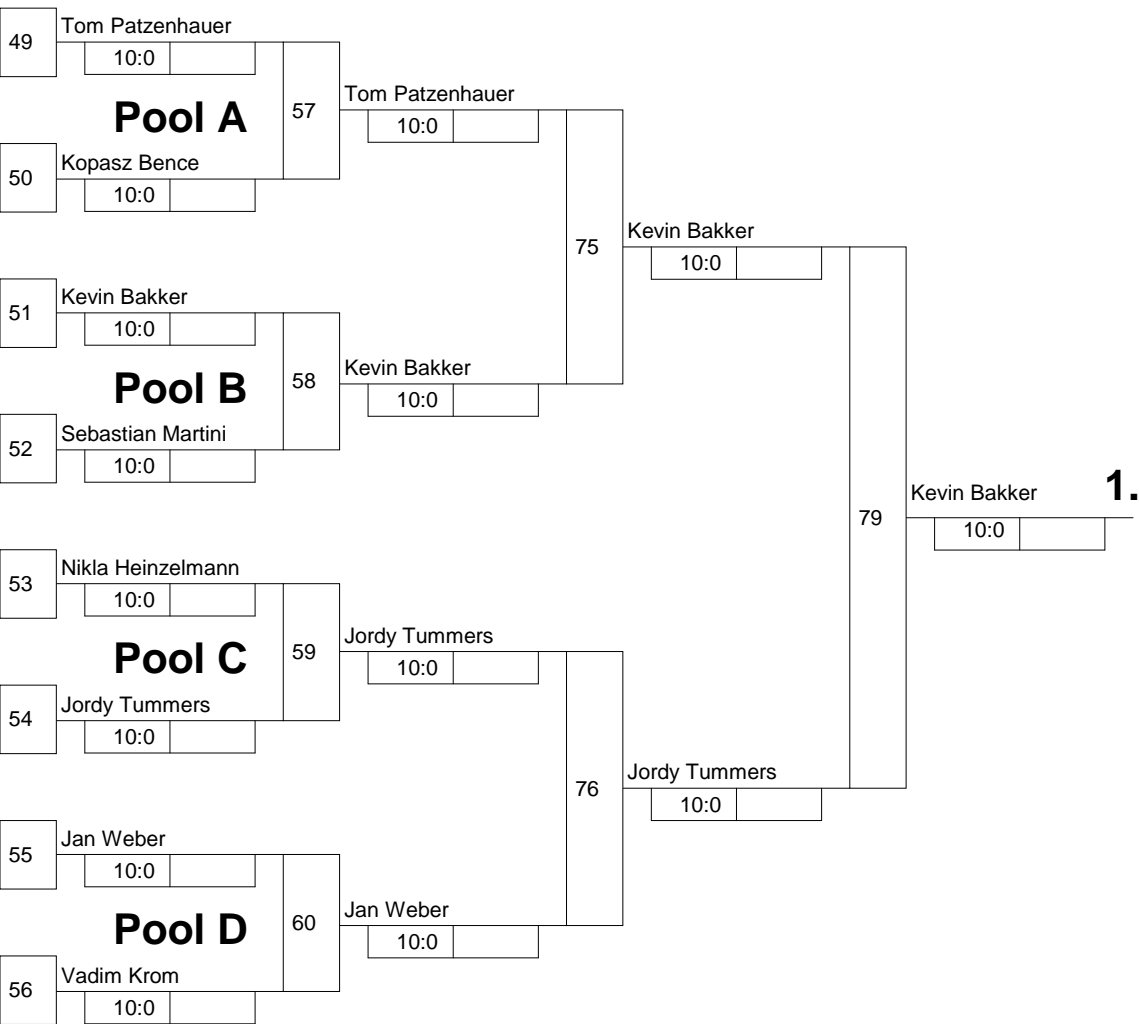 49
Tom Patzenhauer
10:0
Pool A
57
Tom Patzenhauer
10:0
50
Kopasz Bence
10:0
75
Kevin Bakker
10:0
51
Kevin Bakker
10:0
Pool B
58
Kevin Bakker
10:0
52
Sebastian Martini
10:0
79
Kevin Bakker 1.
10:0
53
Nikla Heinzelmann
10:0
Pool C
59
Jordy Tummers
10:0
54
Jordy Tummers
10:0
76
Jordy Tummers
10:0
55
Jan Weber
10:0
Pool D
60
Jan Weber
10:0
56
Vadim Krom
10:0